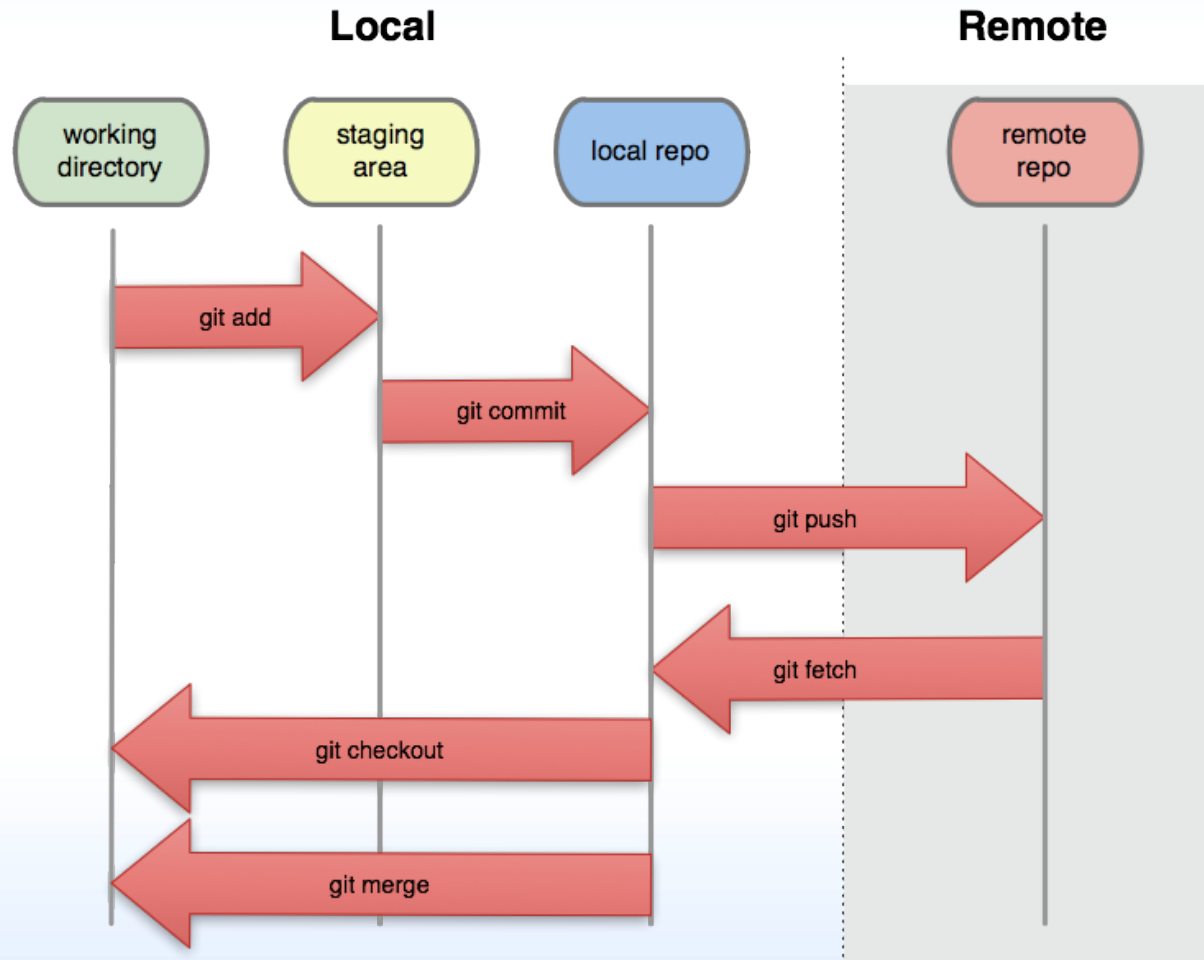 Local
Remote
working
directory
staging
area
local repo
remote
repo
git add
git commit
git push
git fetch
git checkout
git merge